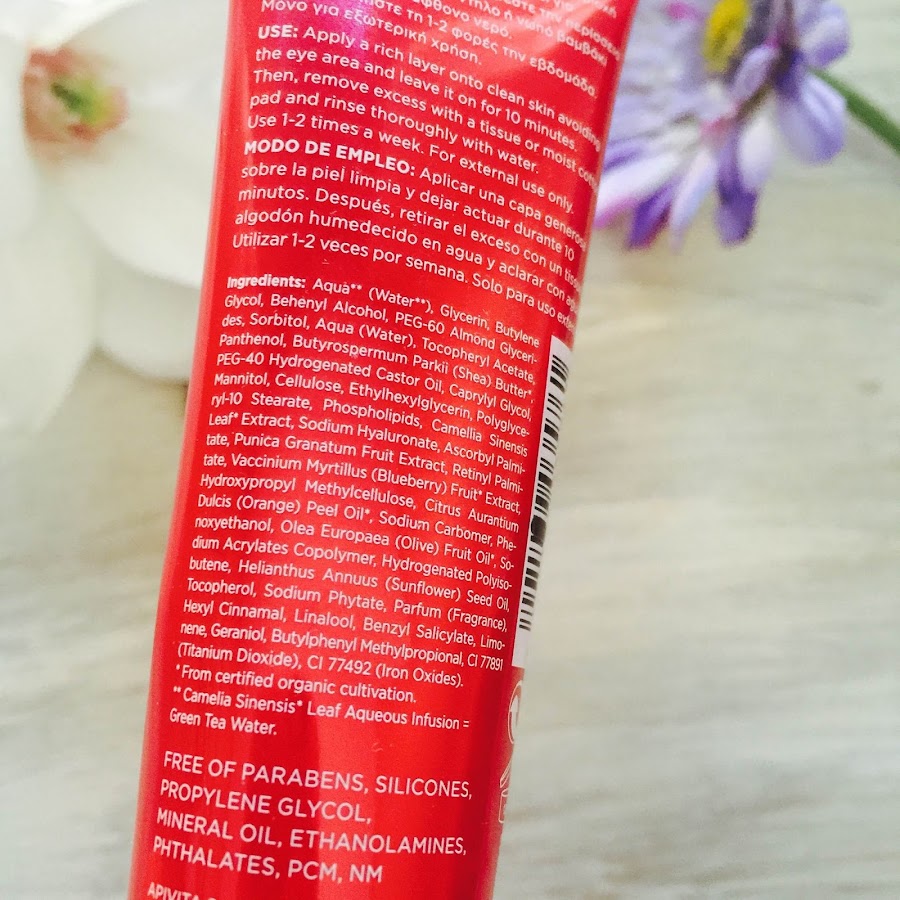 Μόνο για εξωτερική χρήση.
USE: Apply a rich layer onto clean skin avoiding
the eye area and leave it on for 10 minutes.
Then, remove excess with a tissue or moist
pad and rinse thoroughly with water.
Use 1-2 times a week. For external use only.
MODO DE EMPLEO: Aplicar una capa generosa
sobre la piel limpia y dejar actuar durante 10
minutos. Después, retirar el exceso con un
algodón humedecido en agua y aclarar con
Utilizar 1-2 veces por semana. Solo para uso
Ingredients: Aqua** (Water**), Glycerin, Butylene
Glycol, Behenyl Alcohol, PEG-60 Almond Glyceri-
des, Sorbitol, Aqua (Water), Tocopheryl Acetate,
Panthenol, Butyrospermum Parkii (Shea) Butter*,
PEG-40 Hydrogenated Castor Oil, Caprylyl Glycol,
Mannitol, Cellulose, Ethylhexylglycerin, Polyglyce-
ryl-10 Stearate, Phospholipids, Camellia Sinensis
Leaf* Extract, Sodium Hyaluronate, Ascorbyl Palmi-
tate, Punica Granatum Fruit Extract, Retinyl Palmi-
tate, Vaccinium Myrtillus (Blueberry) Fruit* Extract,
Hydroxypropyl Methylcellulose, Citrus Aurantium
Dulcis (Orange) Peel Oil*, Sodium Carbomer, Phe-
noxyethanol, Olea Europaea (Olive) Fruit Oil*, So-
dium Acrylates Copolymer, Hydrogenated Polyiso-
butene, Helianthus Annuus (Sunflower) Seed Oil,
Tocopherol, Sodium Phytate, Parfum (Fragrance),
Hexyl Cinnamal, Linalool, Benzyl Salicylate, Limo-
nene, Geraniol, Butylphenyl Methylpropional, CI 77891
(Titanium Dioxide), CI 77492 (Iron Oxides).
* From certified organic cultivation.
** Camelia Sinensis* Leaf Aqueous Infusion =
Green Tea Water.
FREE OF PARABENS, SILICONES,
PROPYLENE GLYCOL,
MINERAL OIL, ETHANOLAMINES,
PHTHALATES, PCM, NM
APIVITA